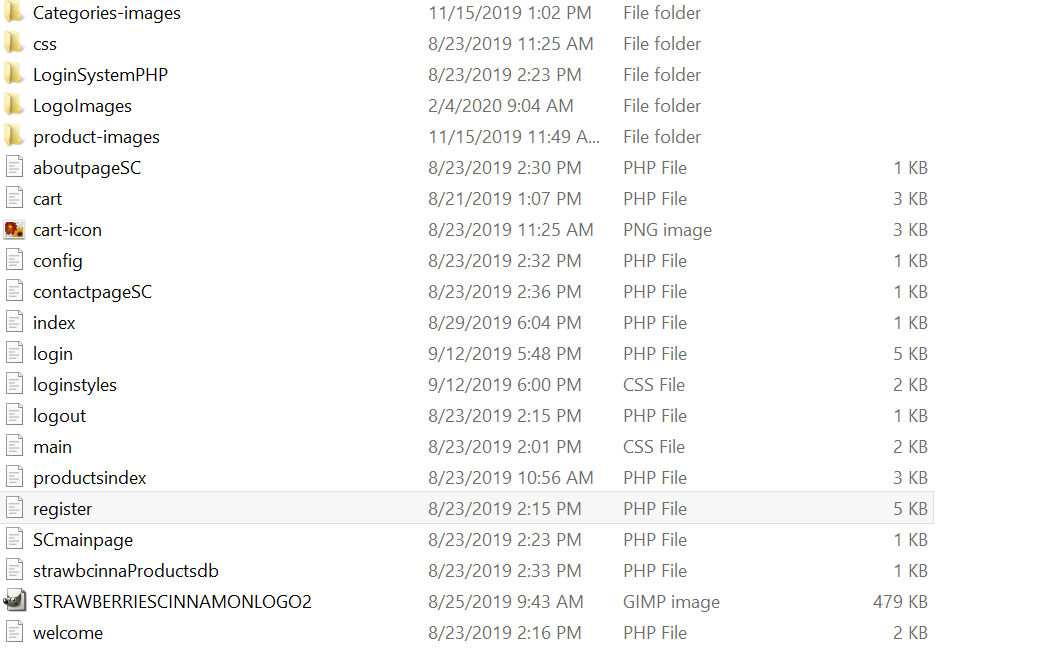 Categories-images 11/15/2019 1:02 PM File folder
css 8/23/2019 11:25 AM File folder
LoginSystemPHP 8/23/2019 2:23 PM File folder
LogoImages 2/4/2020 9:04 AM File folder
product-images 11/15/2019 11:49 A... File folder
aboutpageSC 8/23/2019 2:30 PM PHP File 1 KB
cart 8/21/2019 1:07 PM PHP File 3 KB
cart-icon 8/23/2019 11:25 AM PNG image 3 KB
config 8/23/2019 2:32 PM PHP File 1 KB
contactpageSC 8/23/2019 2:36 PM PHP File 1 KB
index 8/29/2019 6:04 PM PHP File 1 KB
login 9/12/2019 5:48 PM PHP File 5 KB
loginstyles 9/12/2019 6:00 PM CSS File 2 KB
logout 8/23/2019 2:15 PM PHP File 1 KB
main 8/23/2019 2:01 PM CSS File 2 KB
productsindex 8/23/2019 10:56 AM PHP File 3 KB
register 8/23/2019 2:15 PM PHP File 5 KB
SCmainpage 8/23/2019 2:23 PM PHP File 1 KB
strawbcinnaProductsdb 8/23/2019 2:33 PM PHP File 1 KB
STRAWBERRIESCINNAMONLOGO2 8/25/2019 9:43 AM GIMP image 479 KB
welcome 8/23/2019 2:16 PM PHP File 2 KB